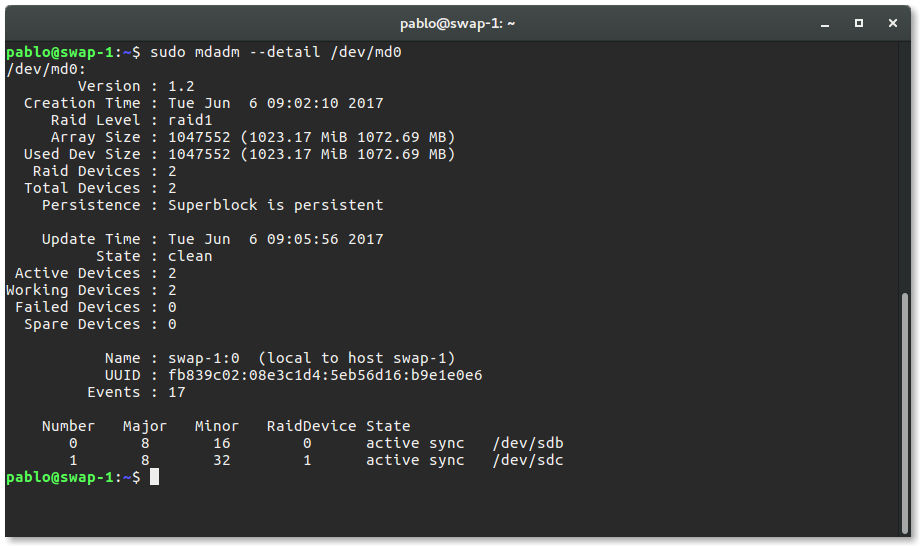 pablo@swap-1: ~
pablo@swap-1:~$ sudo mdadm --detail /dev/md0
/dev/md0:
        Version : 1.2
  Creation Time : Tue Jun  6 09:02:10 2017
     Raid Level : raid1
     Array Size : 1047552 (1023.17 MiB 1072.69 MB)
  Used Dev Size : 1047552 (1023.17 MiB 1072.69 MB)
   Raid Devices : 2
  Total Devices : 2
    Persistence : Superblock is persistent

    Update Time : Tue Jun  6 09:05:56 2017
          State : clean
 Active Devices : 2
Working Devices : 2
 Failed Devices : 0
  Spare Devices : 0

           Name : swap-1:0  (local to host swap-1)
           UUID : fb839c02:08e3c1d4:5eb56d16:b9e1e0e6
         Events : 17

    Number   Major   Minor   RaidDevice State
       0       8       16        0      active sync   /dev/sdb
       1       8       32        1      active sync   /dev/sdc
pablo@swap-1:~$